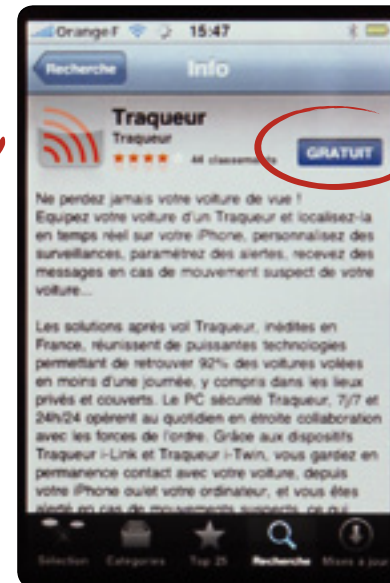 Orange F 15:47
Recherche Info
Traqueur
Traqueur
44 classements
GRATUIT
Ne perdez jamais votre voiture de vue !
Equipez votre voiture d'un Traqueur et localisez-la
en temps réel sur votre iPhone, personnalisez des
surveillances, paramétrez des alertes, recevez des
messages en cas de mouvement suspect de votre
voiture...
Les solutions après vol Traqueur, inédites en
France, réunissent de puissantes technologies
permettant de retrouver 92% des voitures volées
en moins d'une journée, y compris dans les lieux
privés et couverts. Le PC sécurité Traqueur, 7j/7 et
24h/24 opèrent au quotidien en étroite collaboration
avec les forces de l'ordre. Grâce aux dispositifs
Traqueur i-Link et Traqueur i-Twin, vous gardez en
permanence contact avec votre voiture, depuis
votre iPhone ou/et votre ordinateur, et vous êtes
alerté en cas de mouvements suspects, ce qui
Sélection Catégories Top 25 Recherche Mises à jour